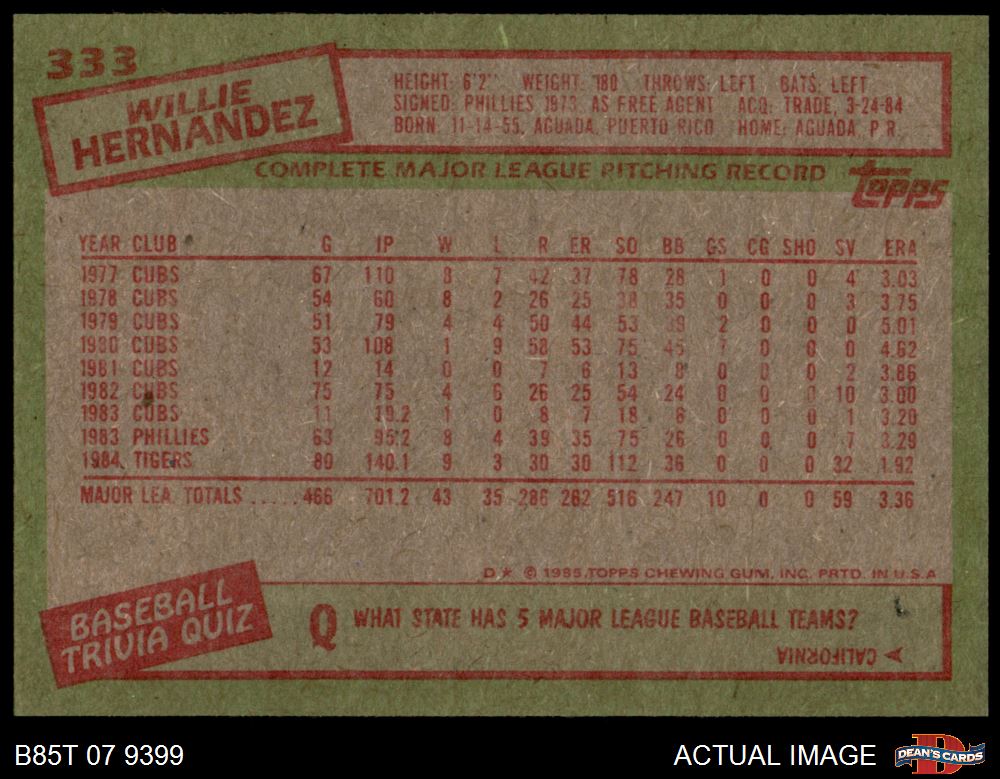 333
WILLIE
HERNANDEZ
HEIGHT: 6'2" WEIGHT: 180 THROWS: LEFT BATS: LEFT
SIGNED: PHILLIES 1973, AS FREE AGENT ACQ: TRADE, 3-24-84
BORN: 11-14-55, AGUADA, PUERTO RICO HOME: AGUADA, P.R.
COMPLETE MAJOR LEAGUE PITCHING RECORD
topps
YEAR CLUB G IP W L R ER SO BB GS CG SHO SV ERA
1977 CUBS 67 110 8 7 42 37 78 28 1 0 0 4 3.03
1978 CUBS 54 60 8 2 26 25 38 35 0 0 0 3 3.75
1979 CUBS 51 79 4 4 50 44 53 39 2 0 0 0 5.01
1980 CUBS 53 108 1 9 58 53 75 45 7 0 0 0 4.62
1981 CUBS 12 14 0 0 7 6 13 8 0 0 0 2 3.86
1982 CUBS 75 75 4 6 26 25 54 24 0 0 0 10 3.00
1983 CUBS 11 19.2 1 0 8 7 18 6 0 0 0 1 3.20
1983 PHILLIES 63 95.2 8 4 39 35 75 26 0 0 0 7 3.29
1984 TIGERS 80 140.1 9 3 30 30 112 36 0 0 0 32 1.92
MAJOR LEA. TOTALS ..... 466 701.2 43 35 286 262 516 247 10 0 0 59 3.36
D* © 1985 TOPPS CHEWING GUM, INC. PRTD. IN U.S.A.
BASEBALL
TRIVIA QUIZ
Q WHAT STATE HAS 5 MAJOR LEAGUE BASEBALL TEAMS?
A CALIFORNIA
B85T 07 9399
ACTUAL IMAGE
DEAN'S CARDS